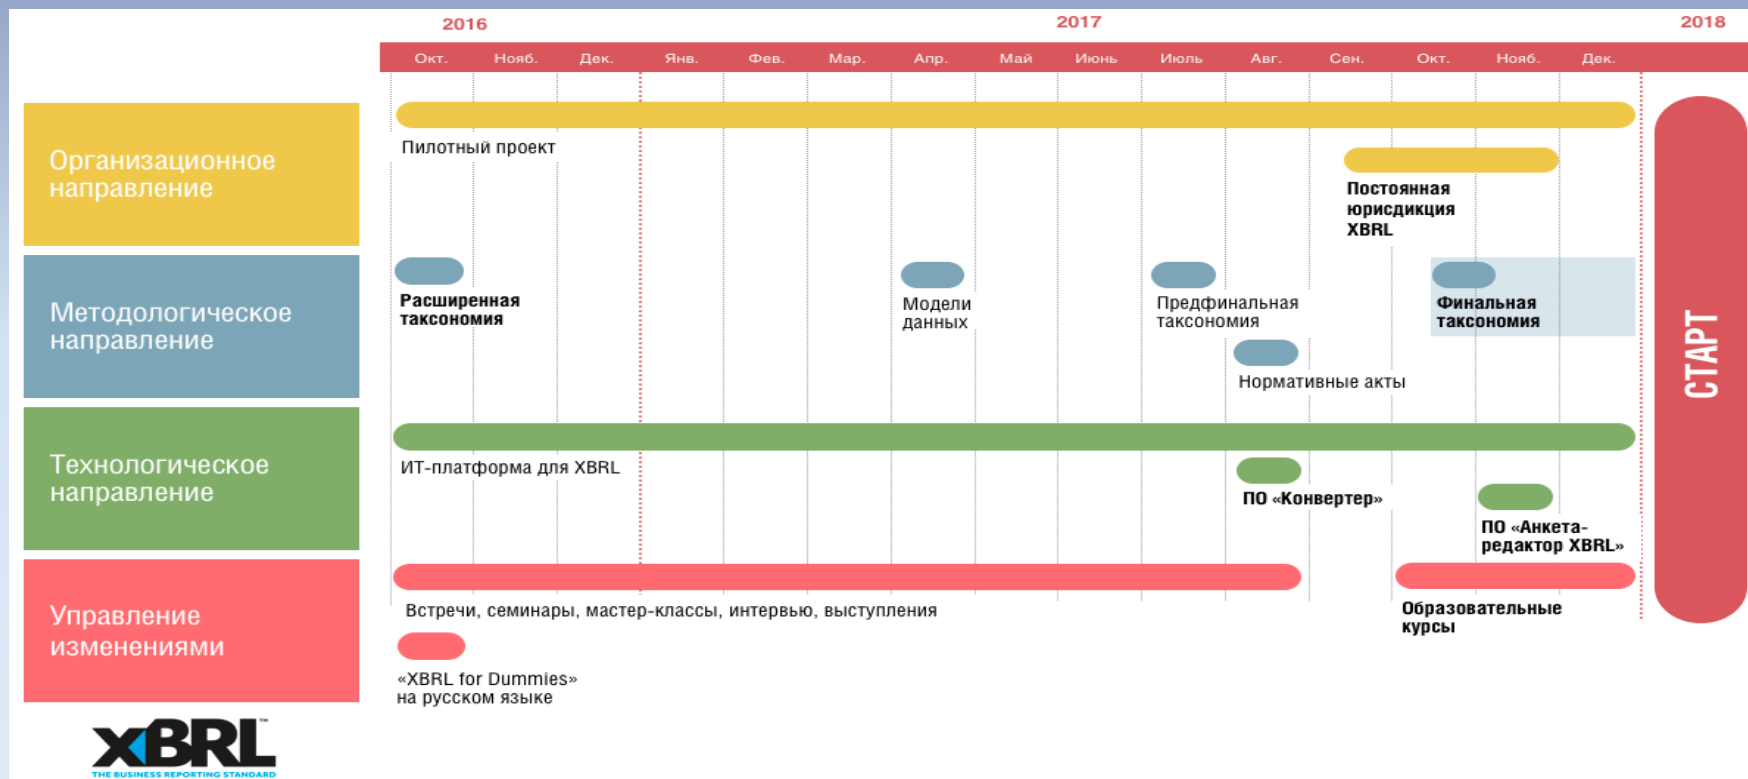 2016
2017
2018
Окт.
Нояб.
Дек.
Янв.
Фев.
Мар.
Апр.
Май
Июнь
Июль
Авг.
Сен.
Окт.
Нояб.
Дек.
Организационное
направление
Пилотный проект
Постоянная
юрисдикция
XBRL
Методологическое
направление
Расширенная
таксономия
Модели
данных
Предфинальная
таксономия
Нормативные акты
Финальная
таксономия
Технологическое
направление
ИТ-платформа для XBRL
ПО «Конвертер»
ПО «Анкета-
редактор XBRL»
Управление
изменениями
Встречи, семинары, мастер-классы, интервью, выступления
Образовательные
курсы
«XBRL for Dummies»
на русском языке
СТАРТ
XBRL™
THE BUSINESS REPORTING STANDARD